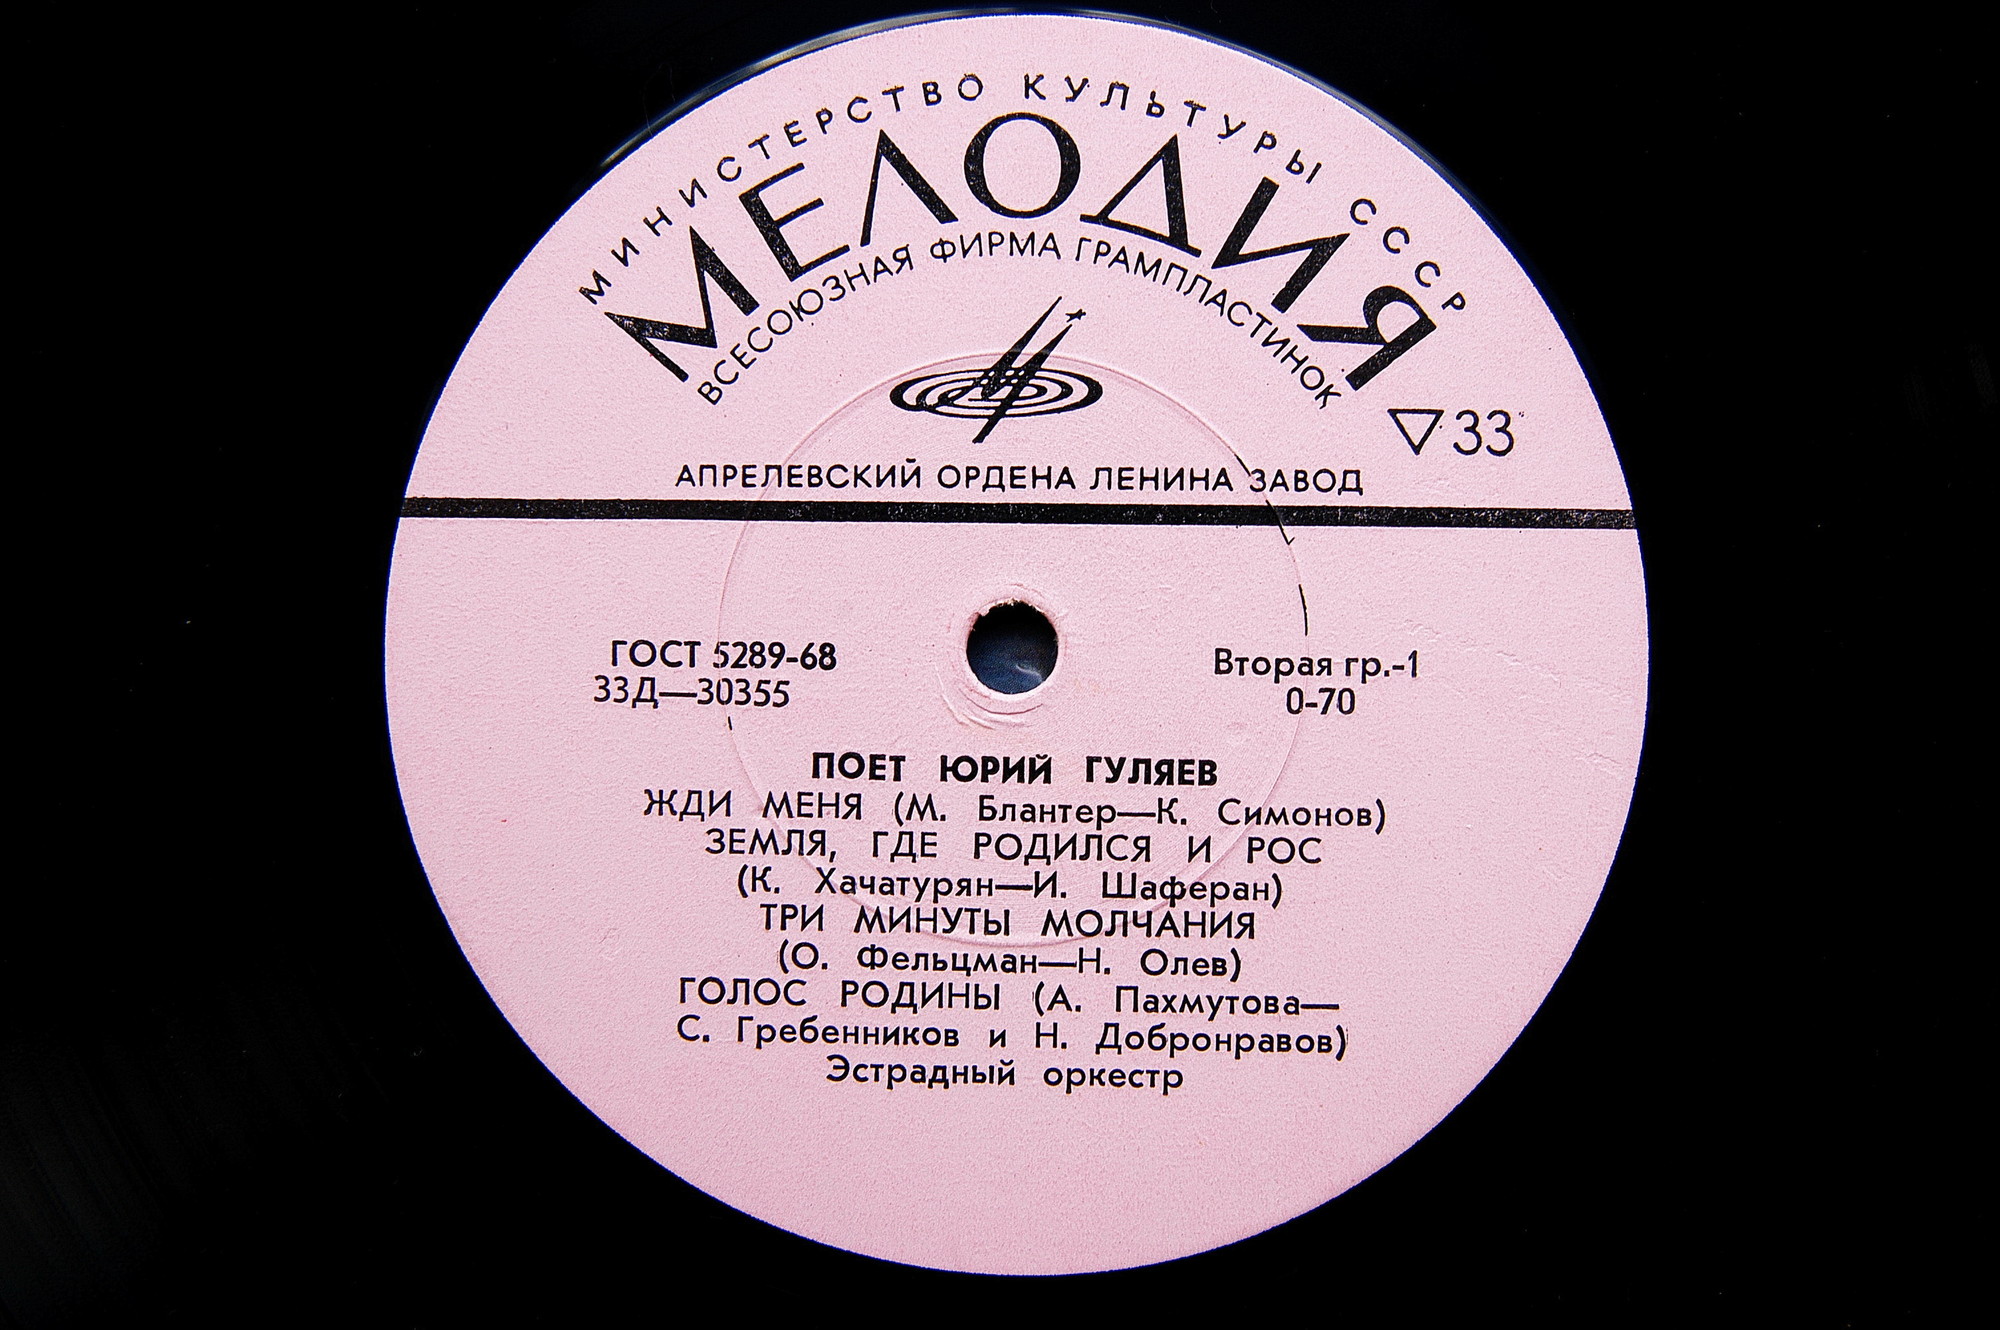 МИНИСТЕРСТВО КУЛЬТУРЫ СССР
МЕЛОДИЯ
ВСЕСОЮЗНАЯ ФИРМА ГРАМПЛАСТИНОК
▽33
АПРЕЛЕВСКИЙ ОРДЕНА ЛЕНИНА ЗАВОД
ГОСТ 5289-68
33Д—30355
Вторая гр.-1
0-70
ПОЕТ ЮРИЙ ГУЛЯЕВ
ЖДИ МЕНЯ (М. Блантер—К. Симонов)
ЗЕМЛЯ, ГДЕ РОДИЛСЯ И РОС
(К. Хачатурян—И. Шаферан)
ТРИ МИНУТЫ МОЛЧАНИЯ
(О. Фельцман—Н. Олев)
ГОЛОС РОДИНЫ (А. Пахмутова—
С. Гребенников и Н. Добронравов)
Эстрадный оркестр